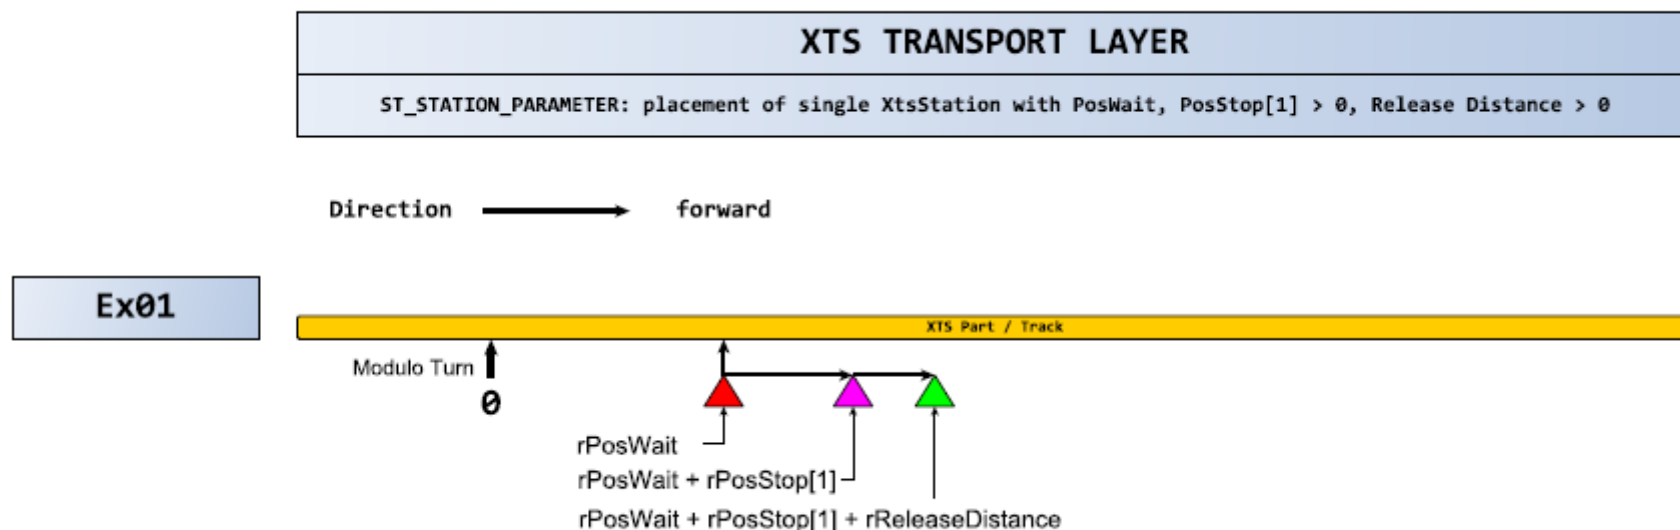 XTS TRANSPORT LAYER
ST_STATION_PARAMETER: placement of single XtsStation with PosWait, PosStop[1] > 0, Release Distance > 0
Direction forward
Ex01
XTS Part / Track
Modulo Turn
0
rPosWait
rPosWait + rPosStop[1]
rPosWait + rPosStop[1] + rReleaseDistance